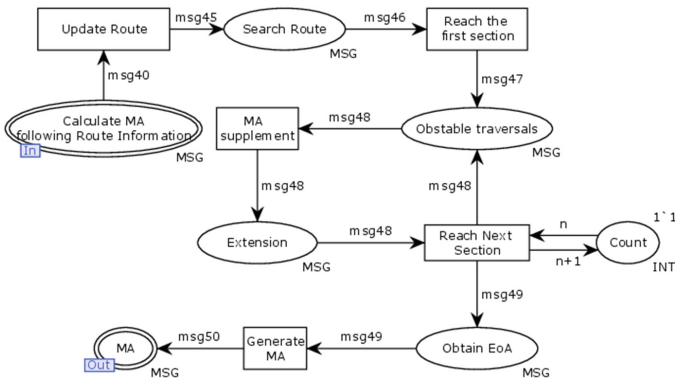 msg45
msg46
Update Route
Search Route
Reach the
first section
MSG
msg40
msg47
Calculate MA
following Route Information
In
MSG
MA
supplement
msg48
Obstable traversals
MSG
msg48
msg48
1`1
Extension
msg48
Reach Next
Section
n
n+1
Count
MSG
INT
msg49
MA
Out
MSG
msg50
Generate
MA
msg49
Obtain EoA
MSG